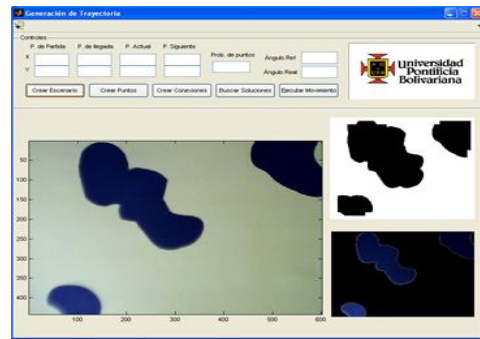 Generación de Trayectoria
Controles
P. de Partida P. de llegada P. Actual P. Siguiente
Prob. de puntos
Angulo Ref
X
Y
Angulo Real
Crear Escenario Crear Puntos Crear Conexiones Buscar Soluciones Ejecutar Movimiento
Universidad
Pontificia
Bolivariana
50
100
150
200
250
300
350
400
100 200 300 400 500 600